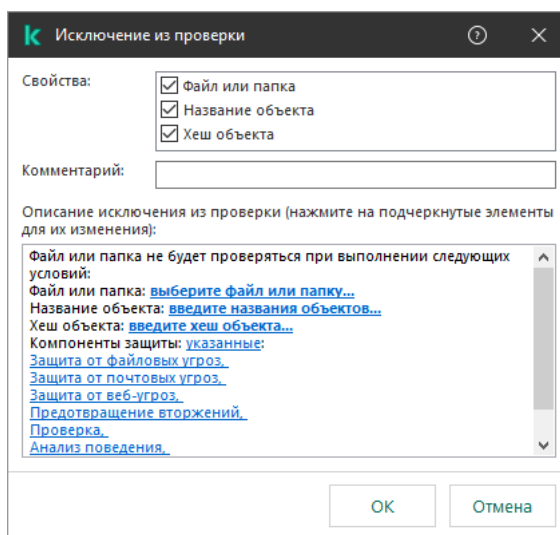 Исключение из проверки
Свойства:
Файл или папка
Название объекта
Хеш объекта
Комментарий:
Описание исключения из проверки (нажмите на подчеркнутые элементы
для их изменения):
Файл или папка не будет проверяться при выполнении следующих
условий:
Файл или папка: выберите файл или папку...
Название объекта: введите названия объектов...
Хеш объекта: введите хеш объекта...
Компоненты защиты: указанные:
Защита от файловых угроз,
Защита от почтовых угроз,
Защита от веб-угроз,
Предотвращение вторжений,
Проверка,
Анализ поведения,
ОК
Отмена